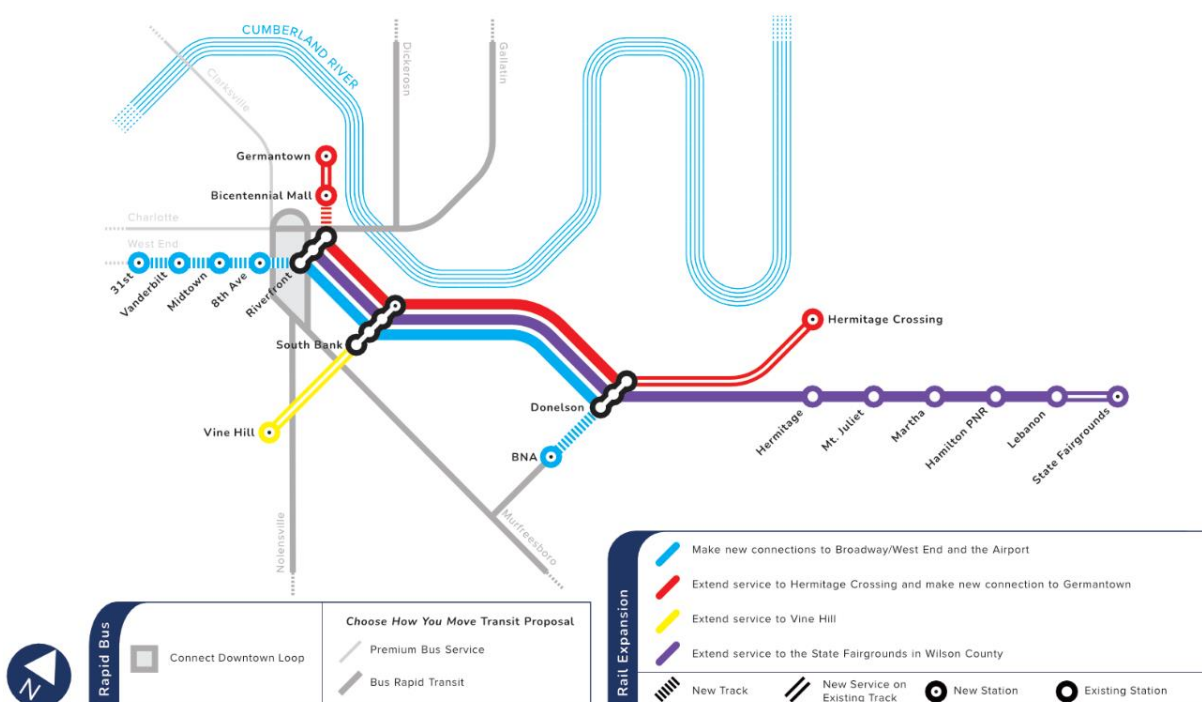 CUMBERLAND RIVER
Clarksville
Dickerosn
Gallatin
Germantown
Bicentennial Mall
Charlotte
West End
31st
Vanderbilt
Midtown
8th Ave
Riverfront
South Bank
Hermitage Crossing
Donelson
Vine Hill
BNA
Hermitage
Mt. Juliet
Martha
Hamilton PNR
Lebanon
State Fairgrounds
Nolensville
Murfreesboro
N
Rapid Bus
Connect Downtown Loop
Choose How You Move Transit Proposal
Premium Bus Service
Bus Rapid Transit
Rail Expansion
Make new connections to Broadway/West End and the Airport
Extend service to Hermitage Crossing and make new connection to Germantown
Extend service to Vine Hill
Extend service to the State Fairgrounds in Wilson County
New Track
New Service on
Existing Track
New Station
Existing Station